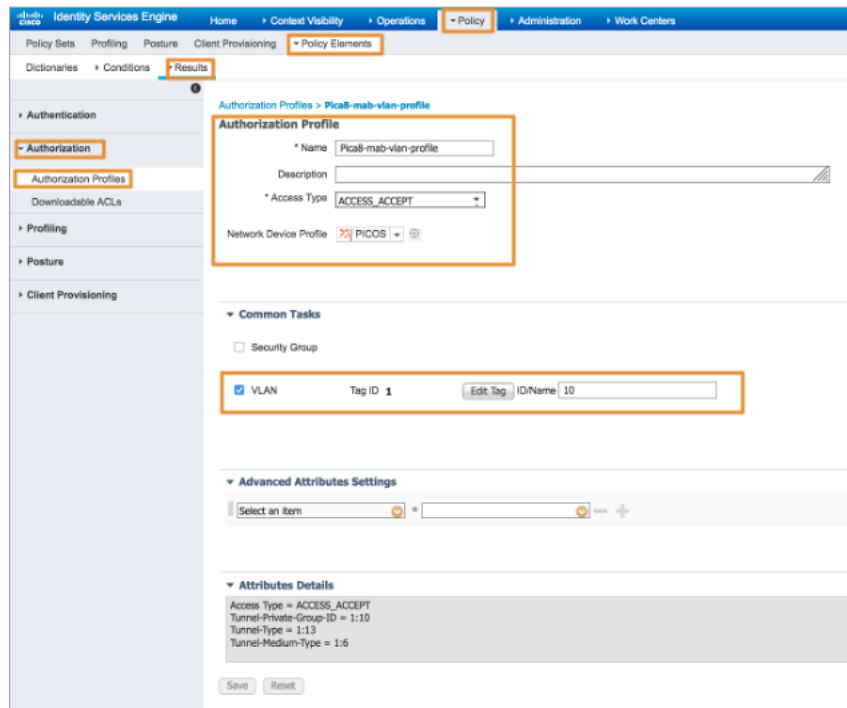 cisco Identity Services Engine Home Context Visibility Operations Policy Administration Work Centers
Policy Sets Profiling Posture Client Provisioning Policy Elements
Dictionaries Conditions Results
Authentication
Authorization
Authorization Profiles
Downloadable ACLs
Profiling
Posture
Client Provisioning
Authorization Profiles > Pica8-mab-vlan-profile
Authorization Profile
* Name Pica8-mab-vlan-profile
Description
* Access Type ACCESS_ACCEPT
Network Device Profile PICOS
Common Tasks
Security Group
VLAN Tag ID 1 Edit Tag ID/Name 10
Advanced Attributes Settings
Select an item =
Attributes Details
Access Type = ACCESS_ACCEPT
Tunnel-Private-Group-ID = 1:10
Tunnel-Type = 1:13
Tunnel-Medium-Type = 1:6
Save Reset